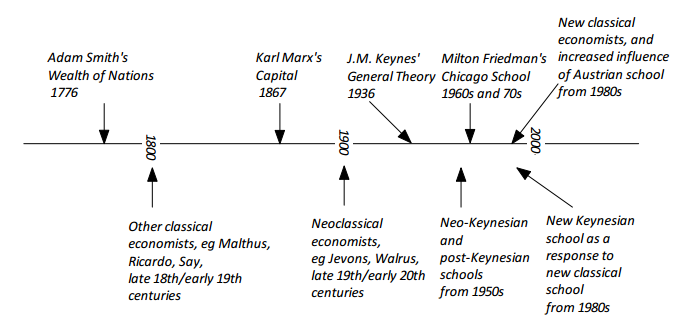 Adam Smith's
Wealth of Nations
1776
Karl Marx's
Capital
1867
J.M. Keynes'
General Theory
1936
Milton Friedman's
Chicago School
1960s and 70s
New classical
economists, and
increased influence
of Austrian school
from 1980s
1800
1900
2000
Other classical
economists, eg Malthus,
Ricardo, Say,
late 18th/early 19th
centuries
Neoclassical
economists,
eg Jevons, Walrus,
late 19th/early 20th
centuries
Neo-Keynesian
and
post-Keynesian
schools
from 1950s
New Keynesian
school as a
response to
new classical
school
from 1980s